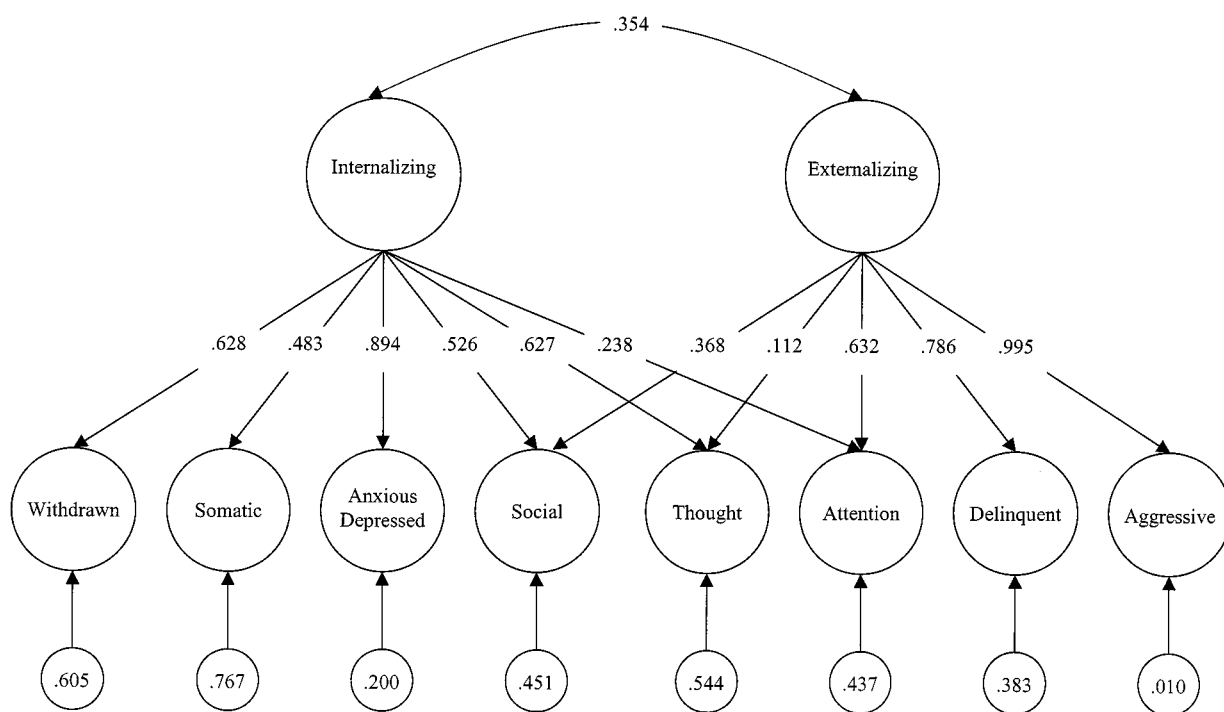 .354
Internalizing
Externalizing
.628
.483
.894
.526
.627
.238
.368
.112
.632
.786
.995
Withdrawn
Somatic
Anxious
Depressed
Social
Thought
Attention
Delinquent
Aggressive
.605
.767
.200
.451
.544
.437
.383
.010